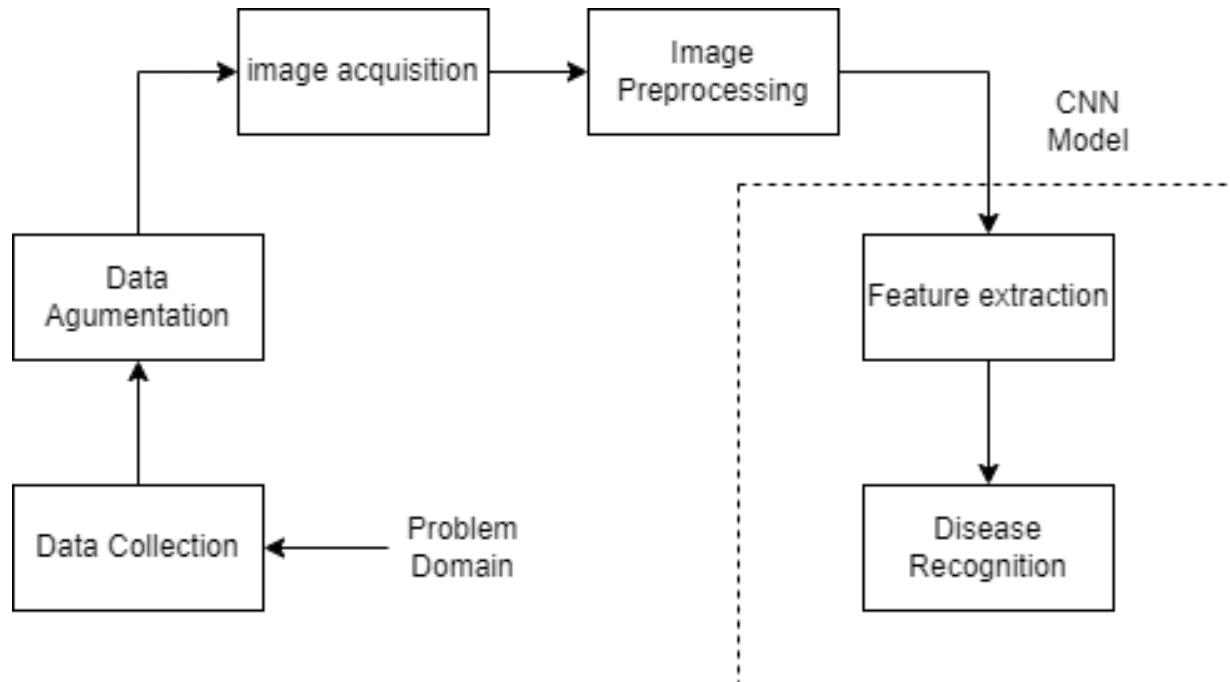 image acquisition
Image
Preprocessing
CNN
Model
Data
Agumentation
Feature extraction
Data Collection
Problem
Domain
Disease
Recognition